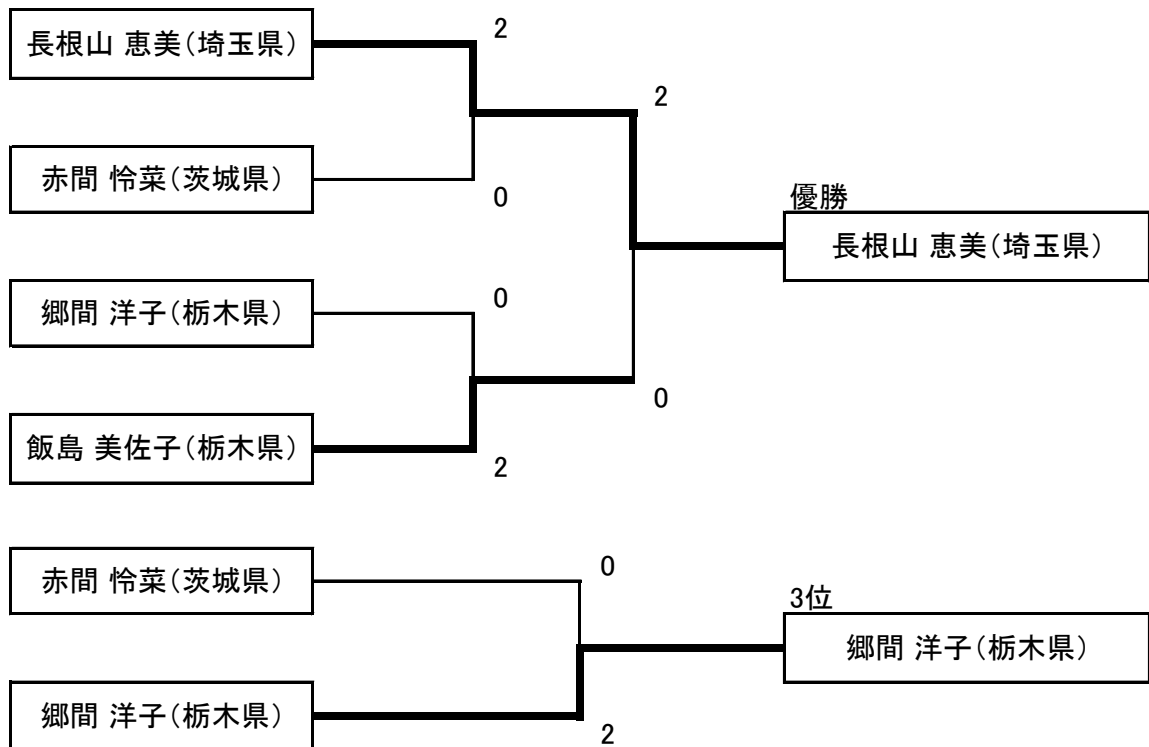 長根山 恵美(埼玉県)
2
2
赤間 怜菜(茨城県)
0
優勝
長根山 恵美(埼玉県)
郷間 洋子(栃木県)
0
0
飯島 美佐子(栃木県)
2
赤間 怜菜(茨城県)
0
3位
郷間 洋子(栃木県)
郷間 洋子(栃木県)
2